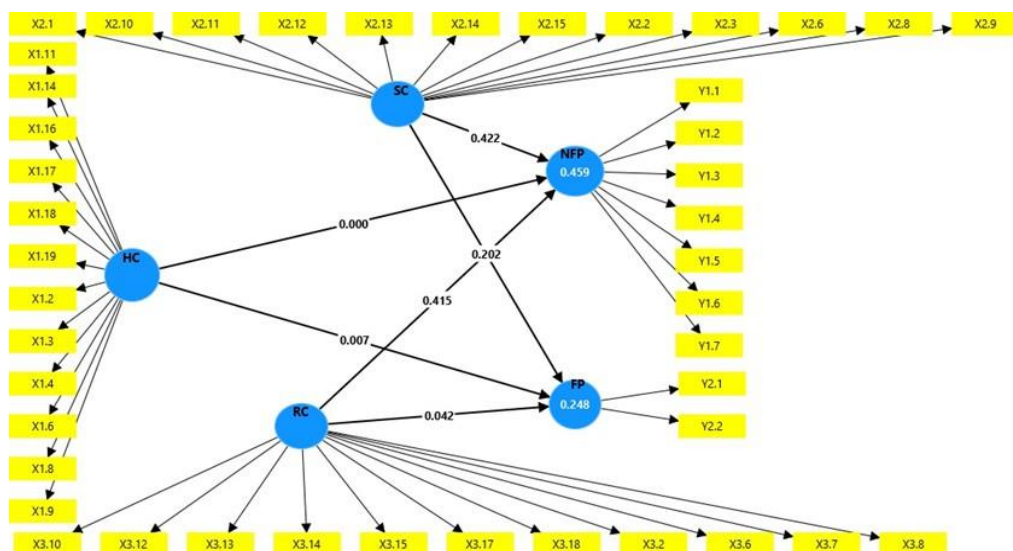 X2.1 X2.10 X2.11 X2.12 X2.13 X2.14 X2.15 X2.2 X2.3 X2.6 X2.8 X2.9
X1.11
X1.14
X1.16
X1.17
X1.18
X1.19
X1.2
X1.3
X1.4
X1.6
X1.8
X1.9
SC
HC
RC
0.422
0.000
0.202
0.415
0.007
0.042
NFP
0.459
FP
0.248
Y1.1
Y1.2
Y1.3
Y1.4
Y1.5
Y1.6
Y1.7
Y2.1
Y2.2
X3.10 X3.12 X3.13 X3.14 X3.15 X3.17 X3.18 X3.2 X3.6 X3.7 X3.8